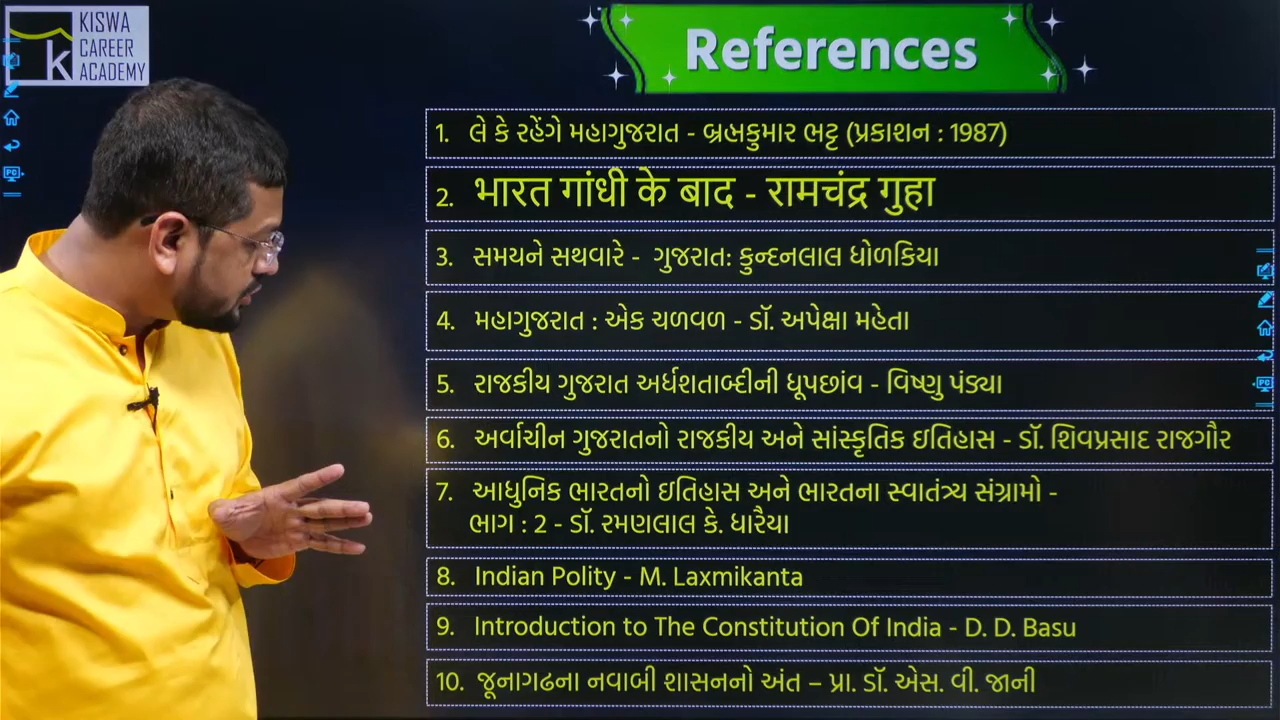 KISWA
CAREER
ACADEMY
k
References
1. લે કે રહેંગે મહાગુજરાત - બ્રહ્મકુમાર ભટ્ટ (પ્રકાશન : 1987)
2. भारत गांधी के बाद - रामचंद्र गुहा
3. સમયને સથવારે - ગુજરાત: કુન્દનલાલ ધોળકિયા
4. મહાગુજરાત : એક ચળવળ - ડૉ. અપેક્ષા મહેતા
5. રાજકીય ગુજરાત અર્ધશતાબ્દીની ધૂપછાંવ - વિષ્ણુ પંડ્યા
6. અર્વાચીન ગુજરાતનો રાજકીય અને સાંસ્કૃતિક ઇતિહાસ - ડૉ. શિવપ્રસાદ રાજગૌર
7. આધુનિક ભારતનો ઇતિહાસ અને ભારતના સ્વાતંત્ર્ય સંગ્રામો -
ભાગ : 2 - ડૉ. રમણલાલ કે. ધારૈયા
8. Indian Polity - M. Laxmikanta
9. Introduction to The Constitution Of India - D. D. Basu
10. જૂનાગઢના નવાબી શાસનનો અંત – પ્રા. ડૉ. એસ. વી. જાની
PC
PC